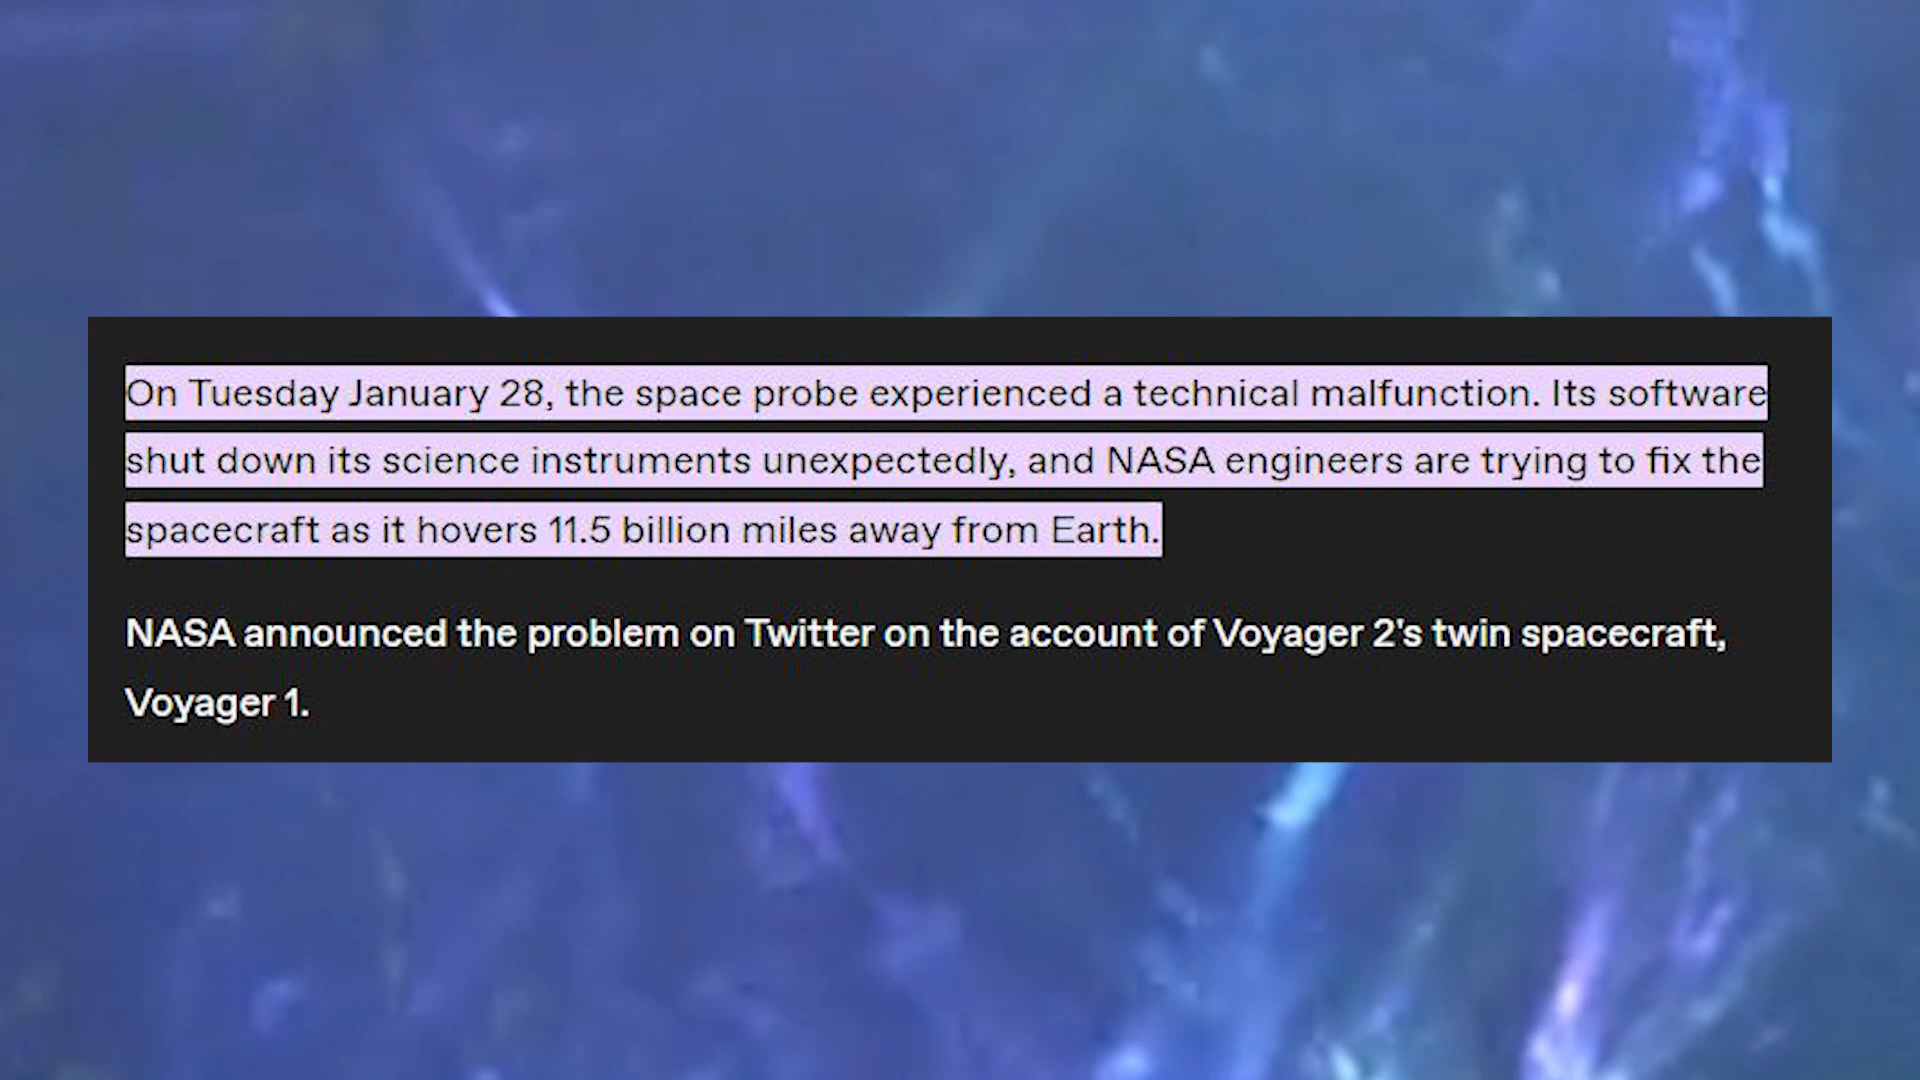 On Tuesday January 28, the space probe experienced a technical malfunction. Its software
shut down its science instruments unexpectedly, and NASA engineers are trying to fix the
spacecraft as it hovers 11.5 billion miles away from Earth.
NASA announced the problem on Twitter on the account of Voyager 2's twin spacecraft,
Voyager 1.